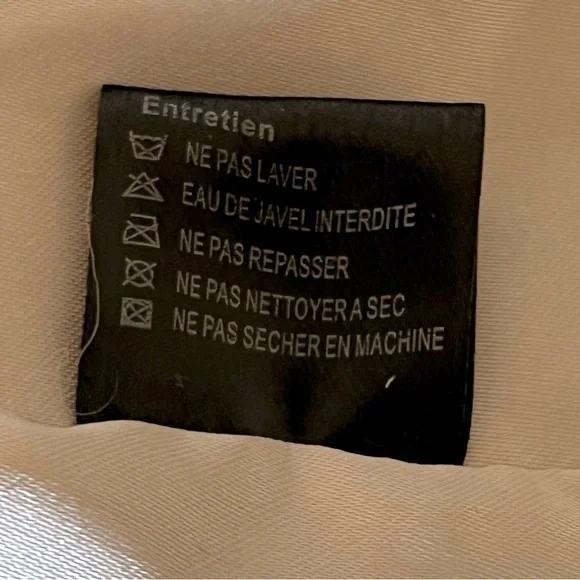 Entretien
NE PAS LAVER
EAU DE JAVEL INTERDITE
NE PAS REPASSER
NE PAS NETTOYER A SEC
NE PAS SECHER EN MACHINE